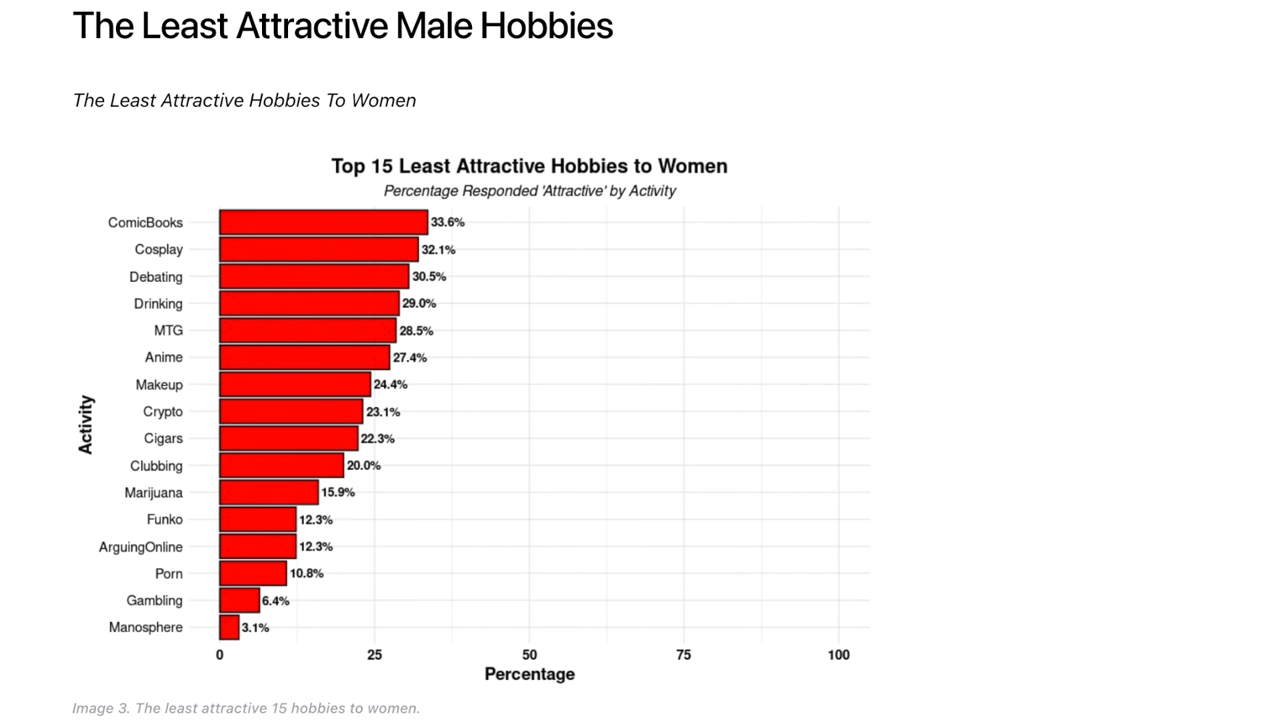 The Least Attractive Male Hobbies
The Least Attractive Hobbies To Women
Top 15 Least Attractive Hobbies to Women
Percentage Responded 'Attractive' by Activity
ComicBooks 33.6%
Cosplay 32.1%
Debating 30.5%
Drinking 29.0%
MTG 28.5%
Anime 27.4%
Makeup 24.4%
Crypto 23.1%
Cigars 22.3%
Clubbing 20.0%
Marijuana 15.9%
Funko 12.3%
ArguingOnline 12.3%
Porn 10.8%
Gambling 6.4%
Manosphere 3.1%
Activity
0 25 50 75 100
Percentage
Image 3. The least attractive 15 hobbies to women.